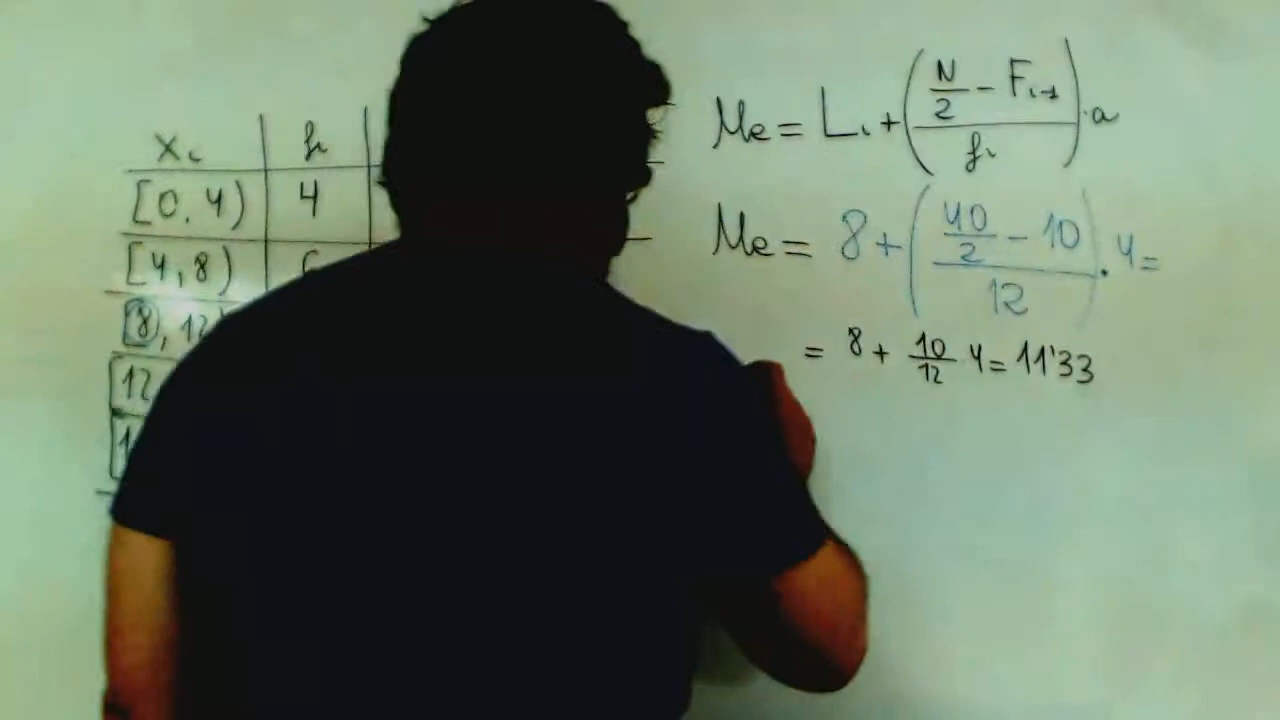 xᵢ fᵢ
[0, 4) 4
[4, 8)
[8, 12
[12
Me = Lᵢ + ( (N/2 - Fᵢ₋₁) / fᵢ ) · a
Me = 8 + ( (40/2 - 10) / 12 ) · 4 =
= 8 + 10/12 4 = 11'33